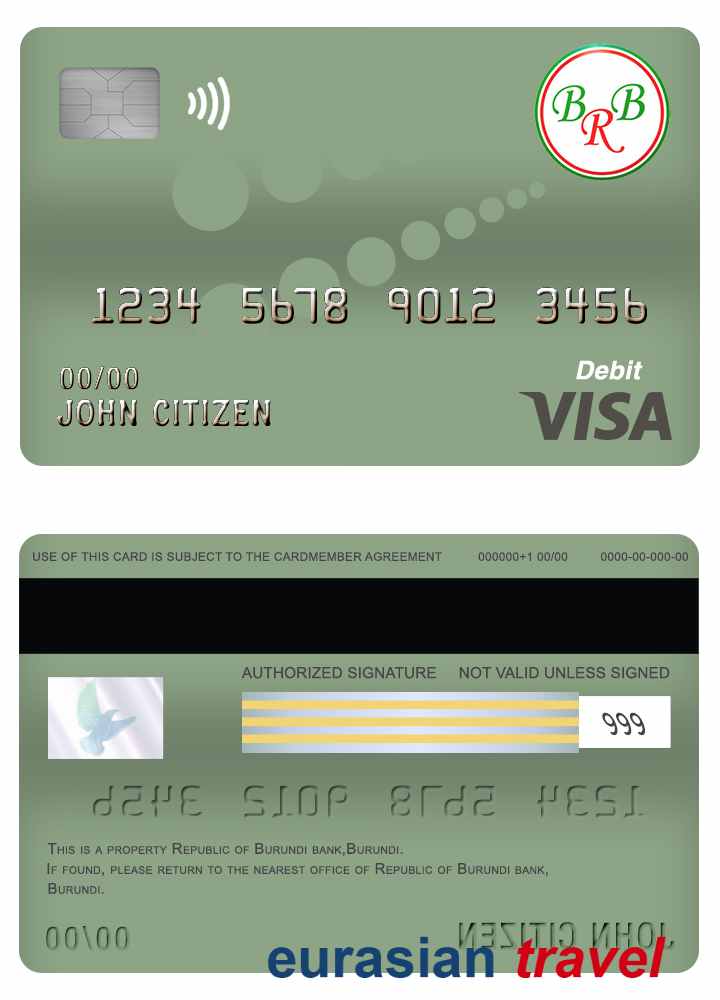 BRB
1234 5678 9012 3456
00/00
JOHN CITIZEN
Debit
VISA
USE OF THIS CARD IS SUBJECT TO THE CARDMEMBER AGREEMENT 000000+1 00/00 0000-00-000-00
AUTHORIZED SIGNATURE NOT VALID UNLESS SIGNED
999
1234 5678 9012 3456
THIS IS A PROPERTY REPUBLIC OF BURUNDI BANK,BURUNDI.
IF FOUND, PLEASE RETURN TO THE NEAREST OFFICE OF REPUBLIC OF BURUNDI BANK,
BURUNDI.
00/00 JOHN CITIZEN
eurasian travel